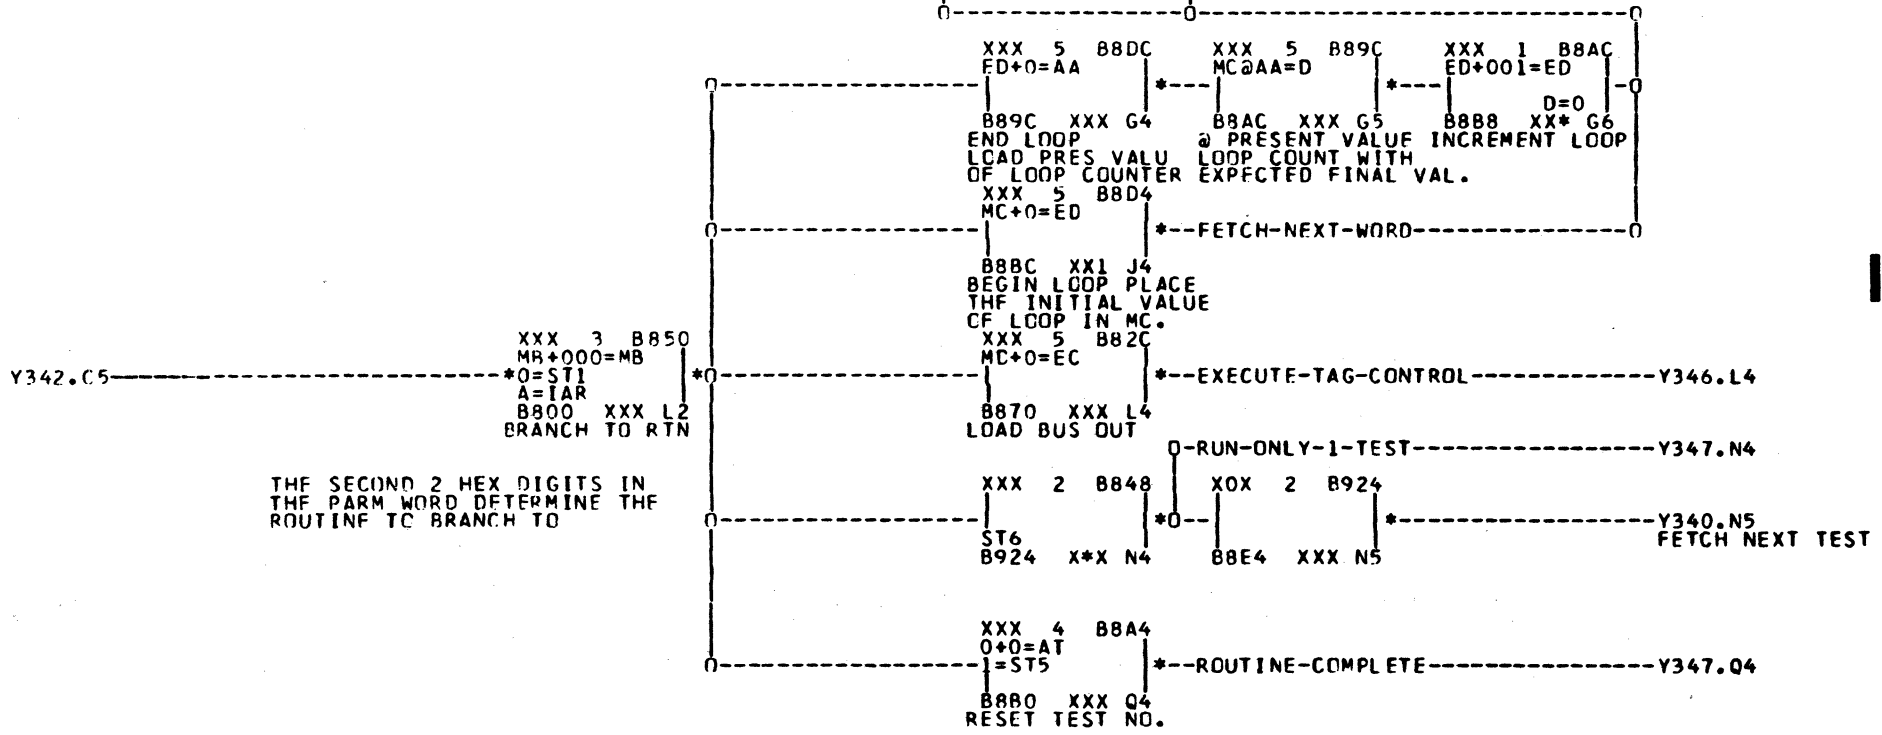 XXX 5 B8DC XXX 5 B89C XXX 1 B8AC
ED+0=AA MC@AA=D ED+001=ED
*--- *---
D=0
B89C XXX G4 B8AC XXX G5 B8B8 XX* G6
END LOOP @ PRESENT VALUE INCREMENT LOOP
LOAD PRES VALU LOOP COUNT WITH
OF LOOP COUNTER EXPECTED FINAL VAL.
XXX 5 B8D4
MC+0=ED
*--FETCH-NEXT-WORD
B8BC XX1 J4
BEGIN LOOP PLACE
THE INITIAL VALUE
OF LOOP IN MC.
XXX 3 B850 XXX 5 B82C
MB+000=MB MC+0=EC
Y342.C5 *0=ST1 *0 *--EXECUTE-TAG-CONTROL Y346.L4
A=IAR
B800 XXX L2 B870 XXX L4
BRANCH TO RTN LOAD BUS OUT
0-RUN-ONLY-1-TEST Y347.N4
THE SECOND 2 HEX DIGITS IN XXX 2 B848 X0X 2 B924
THE PARM WORD DETERMINE THE
ROUTINE TO BRANCH TO *0-- * Y340.N5
ST6 FETCH NEXT TEST
B924 X*X N4 B8E4 XXX N5
XXX 4 B8A4
0+0=AT
1=ST5 *--ROUTINE-COMPLETE Y347.Q4
B8B0 XXX Q4
RESET TEST NO.